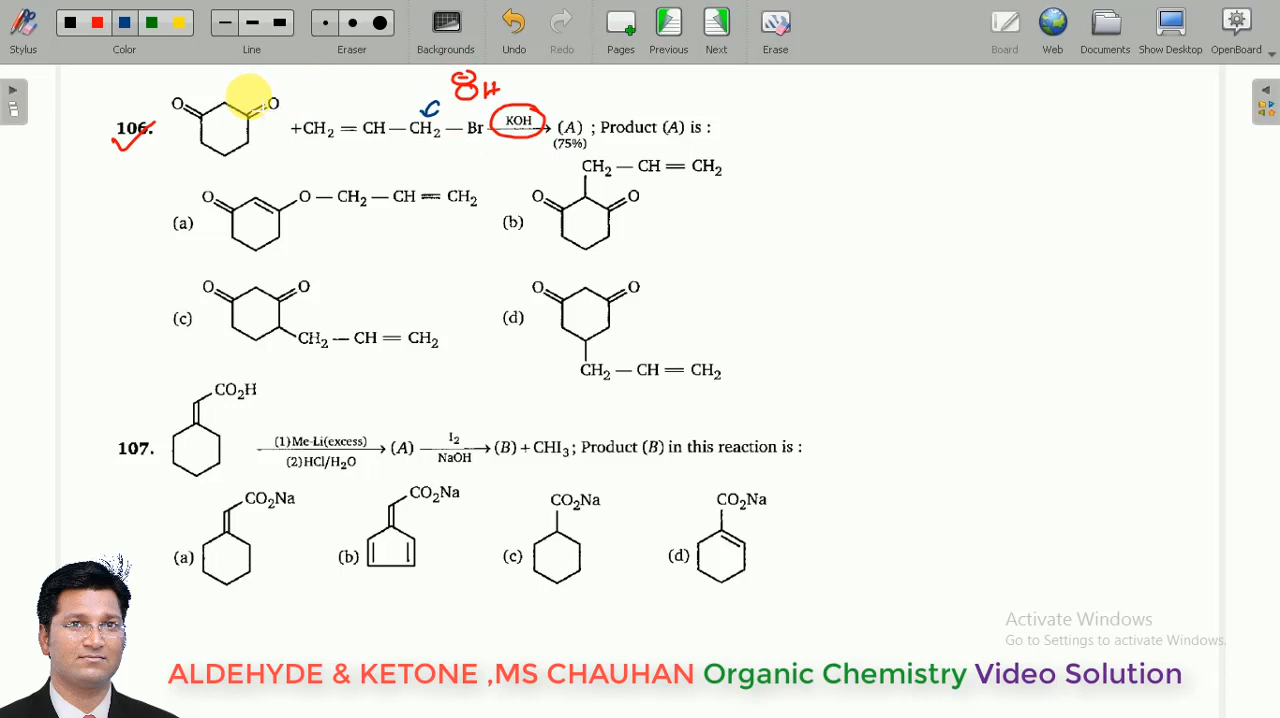 Stylus Color Line Eraser Backgrounds Undo Redo Pages Previous Next Erase Board Web Documents Show Desktop OpenBoard
106. O O + CH₂ = CH — CH₂ — Br KOH → (A) (75%) ; Product (A) is :
C
ΘH
(a) O O — CH₂ — CH = CH₂
(b) O O CH₂ — CH = CH₂
(c) O O CH₂ — CH = CH₂
(d) O O CH₂ — CH = CH₂
107. CO₂H (1)Me-Li(excess) (2)HCl/H₂O → (A) I₂ NaOH → (B) + CHI₃; Product (B) in this reaction is :
(a) CO₂Na
(b) CO₂Na
(c) CO₂Na
(d) CO₂Na
Activate Windows
Go to Settings to activate Windows.
ALDEHYDE & KETONE ,MS CHAUHAN Organic Chemistry Video Solution